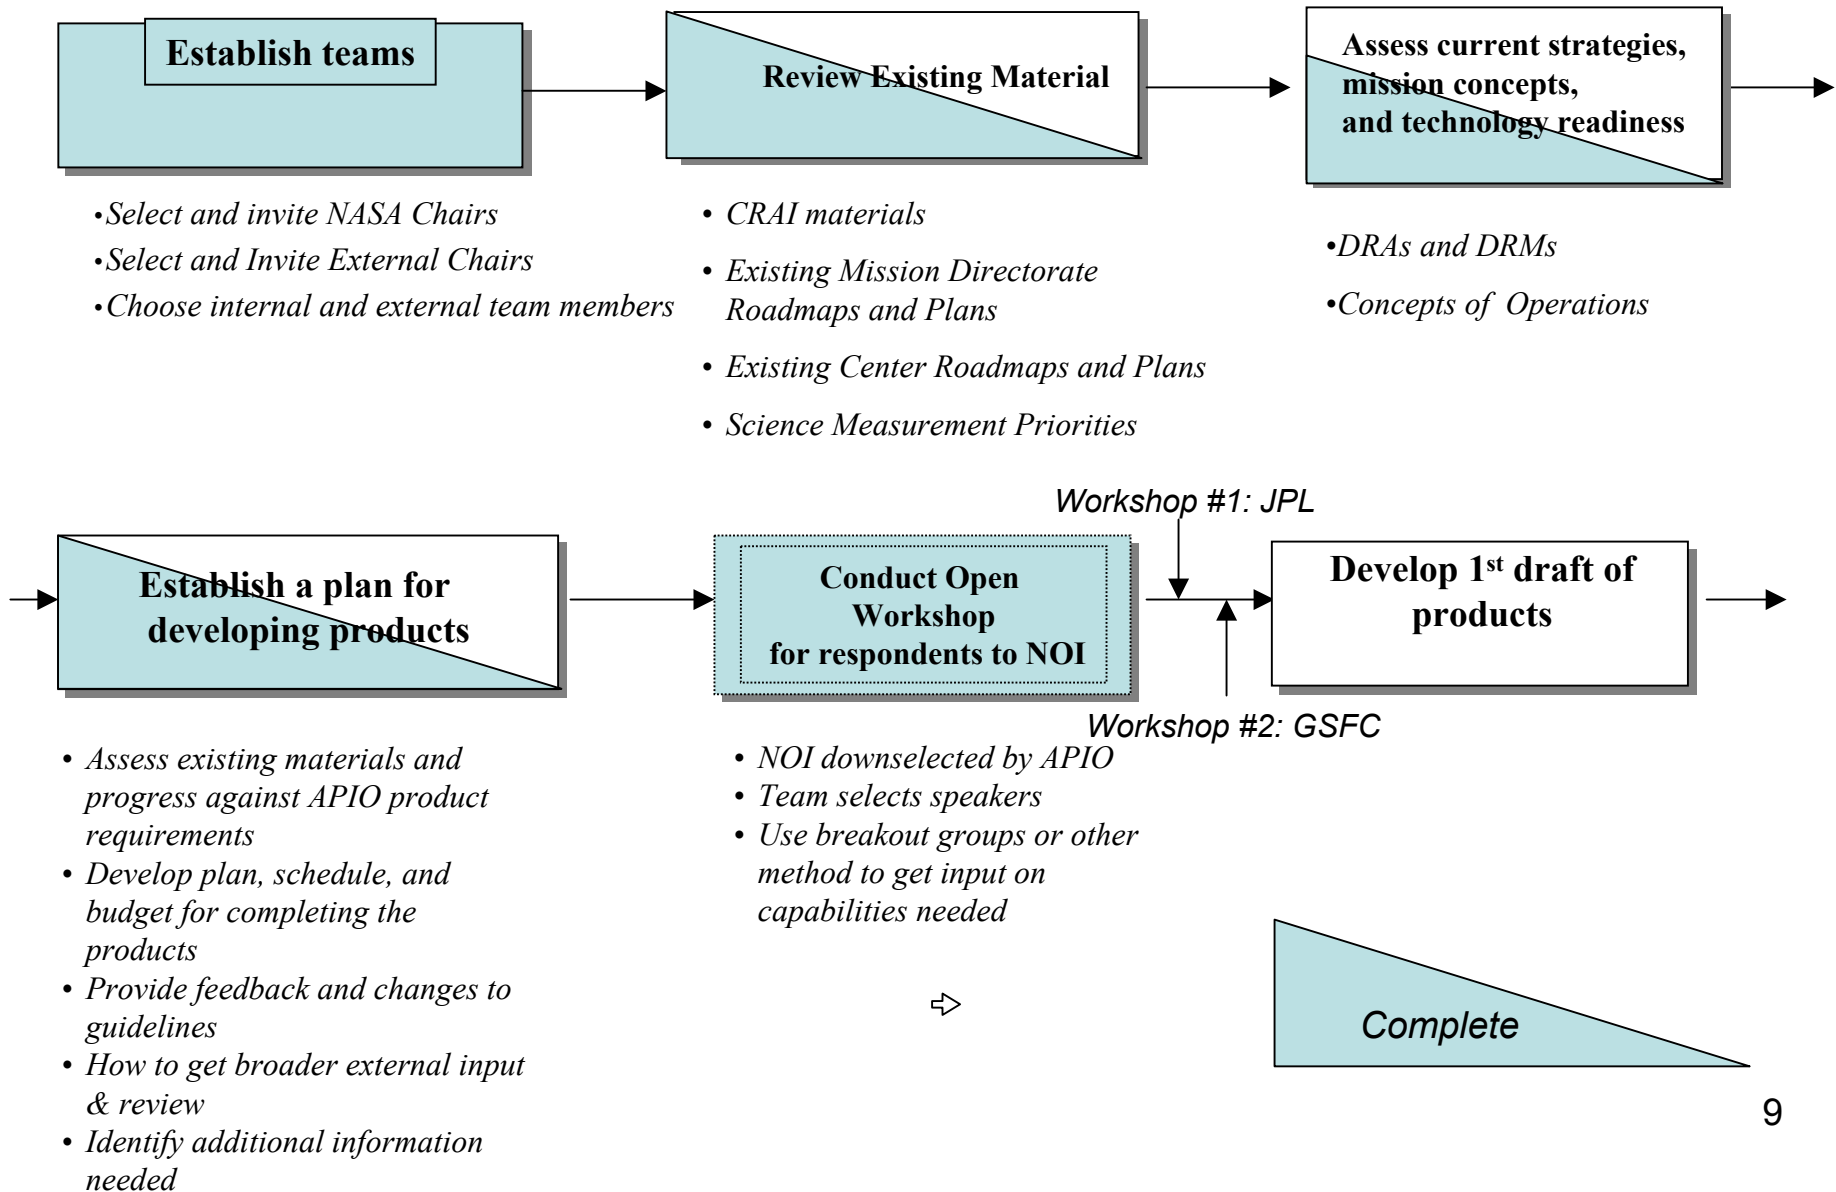 Establish teams
•Select and invite NASA Chairs
•Select and Invite External Chairs
•Choose internal and external team members
Review Existing Material
• CRAI materials
• Existing Mission Directorate
Roadmaps and Plans
• Existing Center Roadmaps and Plans
• Science Measurement Priorities
Assess current strategies,
mission concepts,
and technology readiness
•DRAs and DRMs
•Concepts of Operations
Establish a plan for
developing products
• Assess existing materials and
progress against APIO product
requirements
• Develop plan, schedule, and
budget for completing the
products
• Provide feedback and changes to
guidelines
• How to get broader external input
& review
• Identify additional information
needed
Conduct Open
Workshop
for respondents to NOI
• NOI downselected by APIO
• Team selects speakers
• Use breakout groups or other
method to get input on
capabilities needed
Workshop #1: JPL
Workshop #2: GSFC
Develop 1st draft of
products
Complete
9